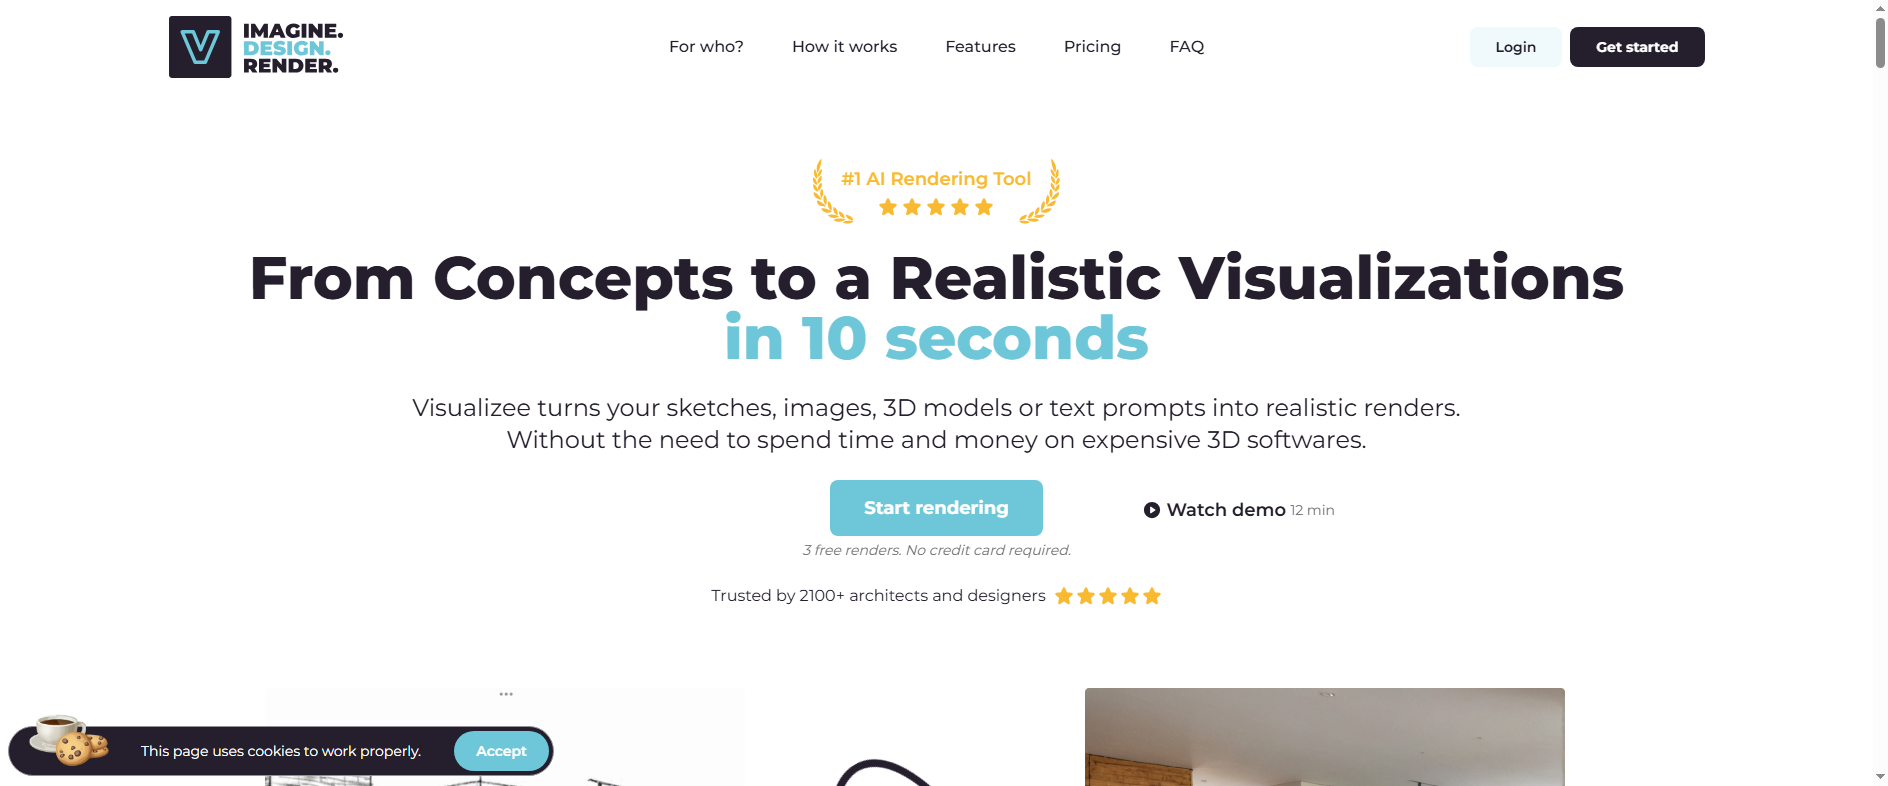 IMAGINE.
DESIGN.
RENDER.
For who?
How it works
Features
Pricing
FAQ
Login
Get started
#1 AI Rendering Tool
From Concepts to a Realistic Visualizations
in 10 seconds
Visualizee turns your sketches, images, 3D models or text prompts into realistic renders.
Without the need to spend time and money on expensive 3D softwares.
Start rendering
Watch demo 12 min
3 free renders. No credit card required.
Trusted by 2100+ architects and designers
This page uses cookies to work properly.
Accept